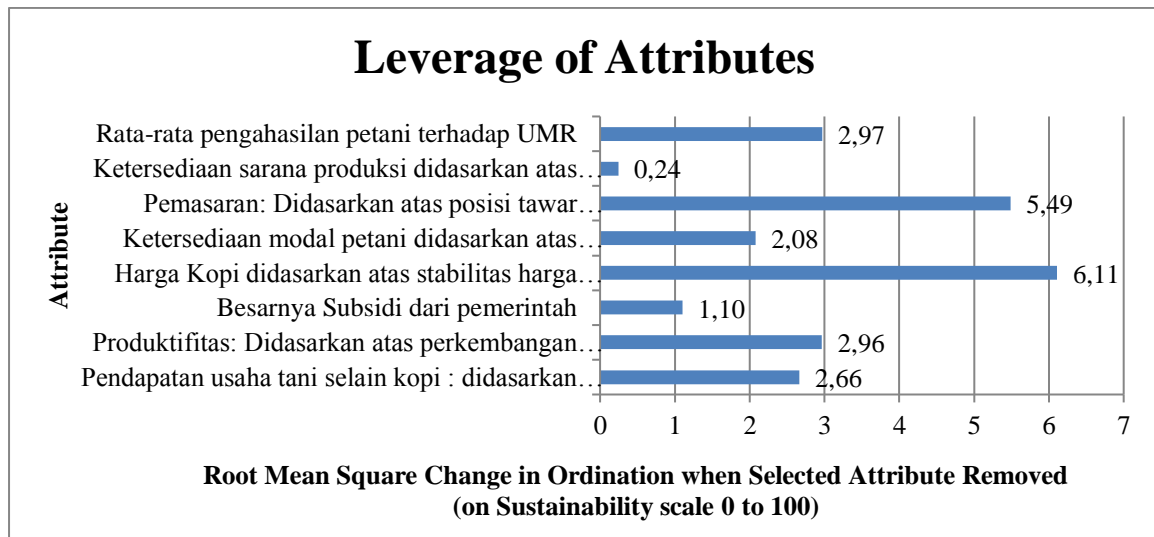 Leverage of Attributes
Attribute
Rata-rata pengahasilan petani terhadap UMR
2,97
Ketersediaan sarana produksi didasarkan atas…
0,24
Pemasaran: Didasarkan atas posisi tawar…
5,49
Ketersediaan modal petani didasarkan atas…
2,08
Harga Kopi didasarkan atas stabilitas harga…
6,11
Besarnya Subsidi dari pemerintah
1,10
Produktifitas: Didasarkan atas perkembangan…
2,96
Pendapatan usaha tani selain kopi : didasarkan…
2,66
0 1 2 3 4 5 6 7
Root Mean Square Change in Ordination when Selected Attribute Removed
(on Sustainability scale 0 to 100)